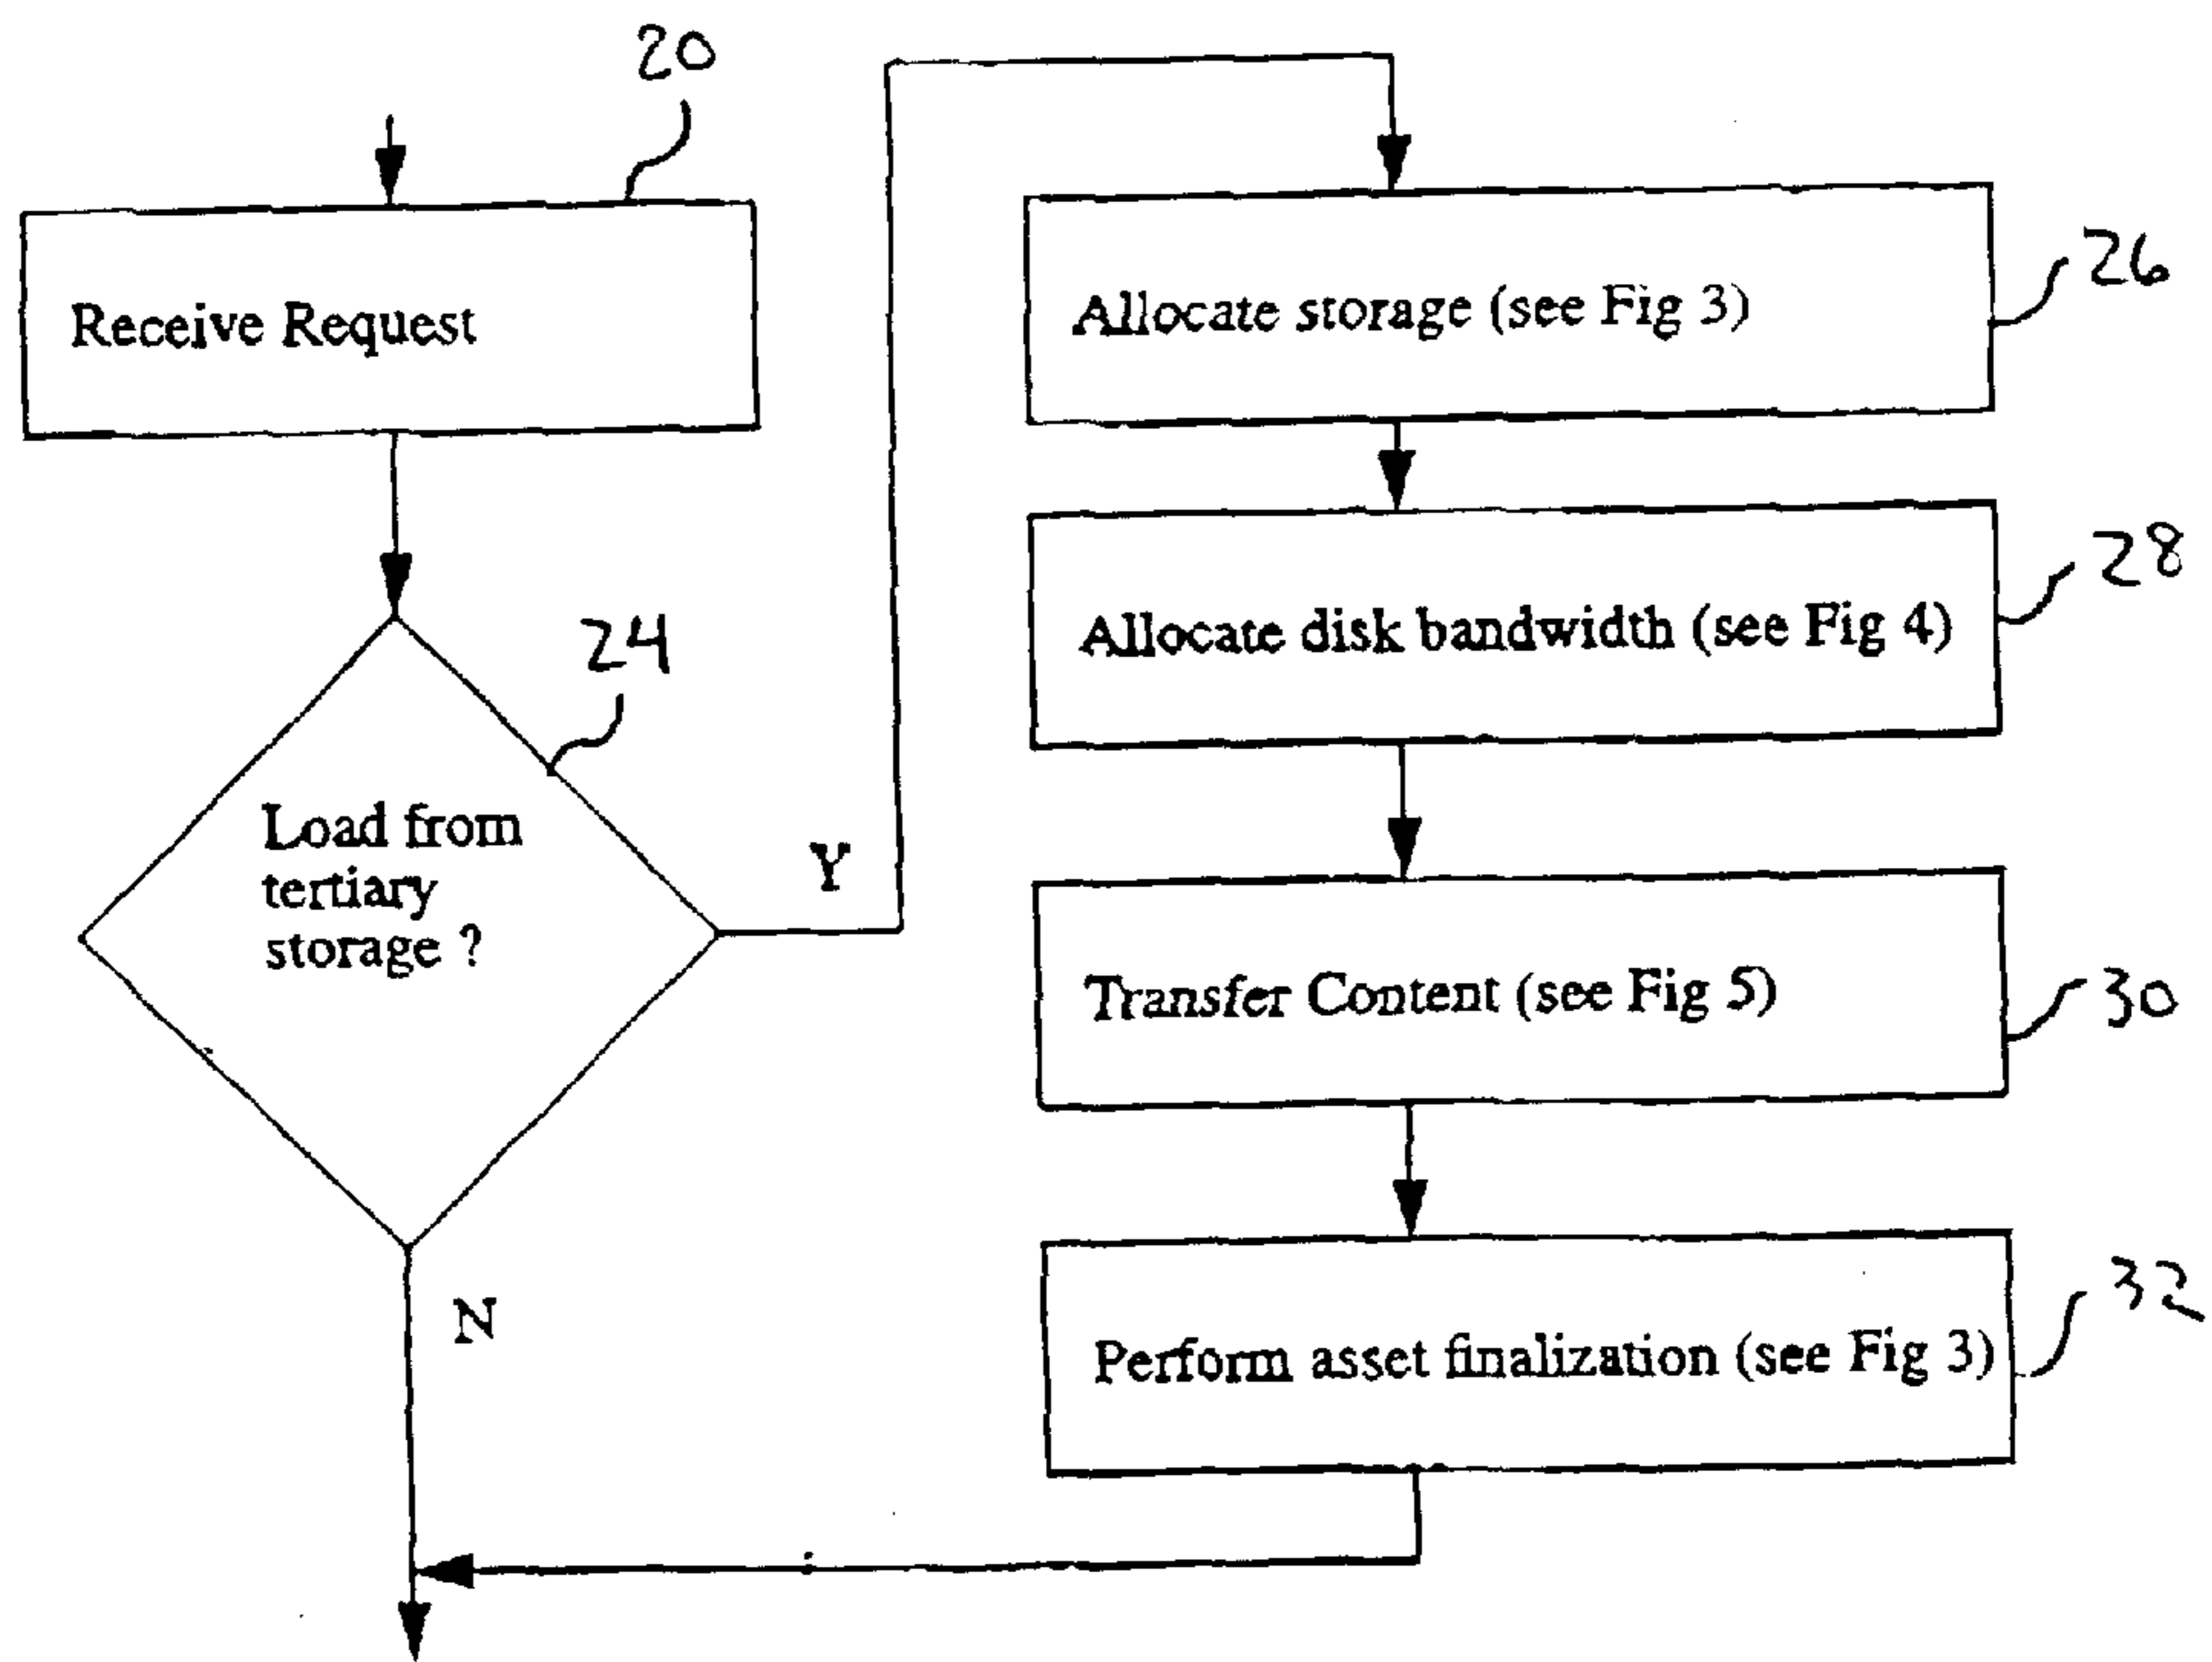 20
Receive Request
24
Load from
tertiary
storage ?
Y
N
Allocate storage (see Fig 3)
26
Allocate disk bandwidth (see Fig 4)
28
Transfer Content (see Fig 5)
30
Perform asset finalization (see Fig 3)
32